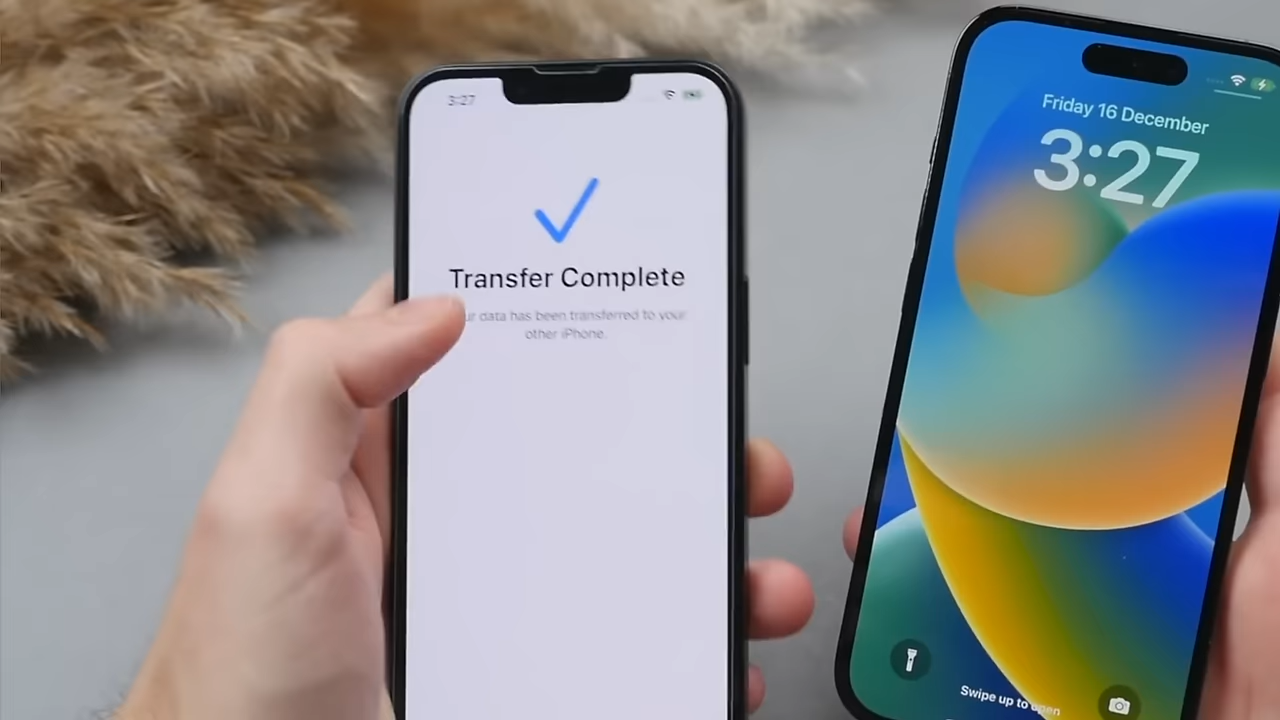 3:27
Transfer Complete
data has been transferred to your
other iPhone.
Friday 16 December
3:27
Swipe up to open